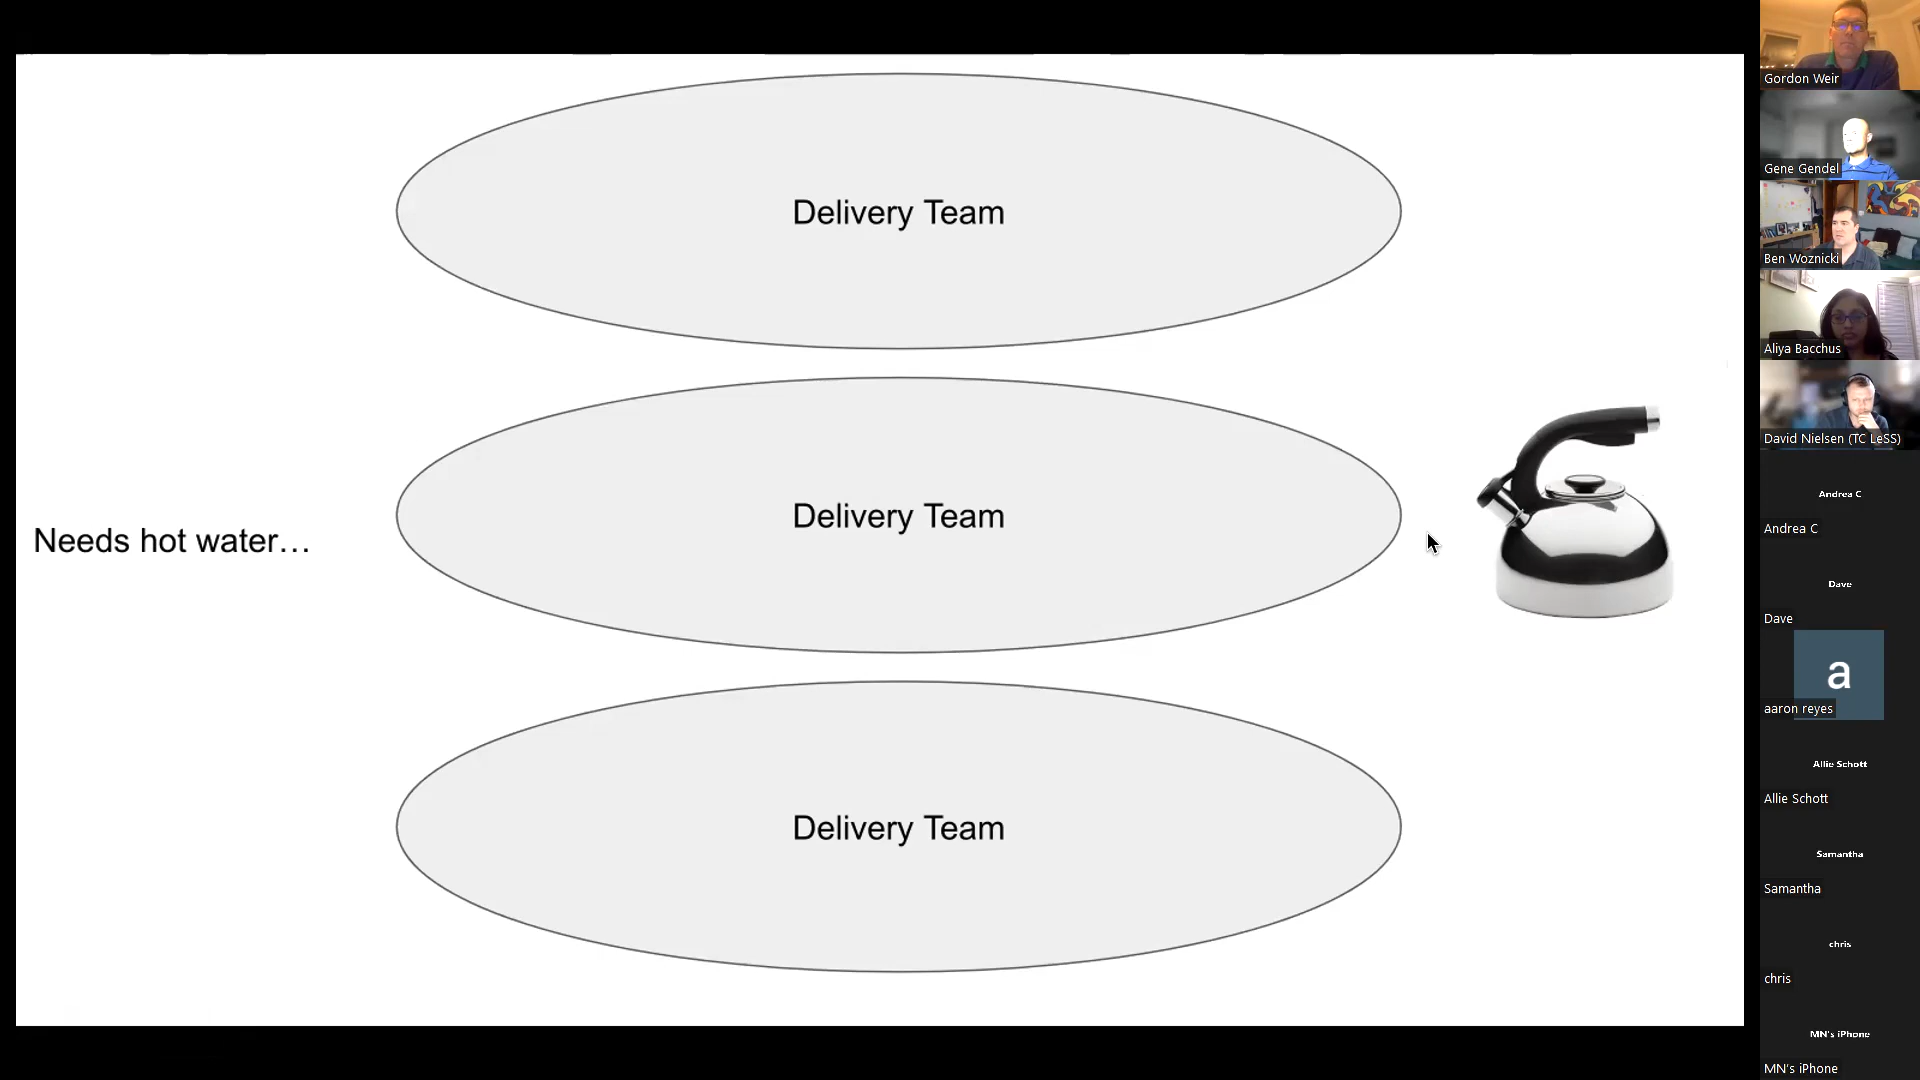 Delivery Team
Needs hot water…
Delivery Team
Delivery Team
Gordon Weir
Gene Gendel
Ben Woznicki
Aliya Bacchus
David Nielsen (TC LeSS)
Andrea C
Andrea C
Dave
Dave
a
aaron reyes
Allie Schott
Allie Schott
Samantha
Samantha
chris
chris
MN's iPhone
MN's iPhone